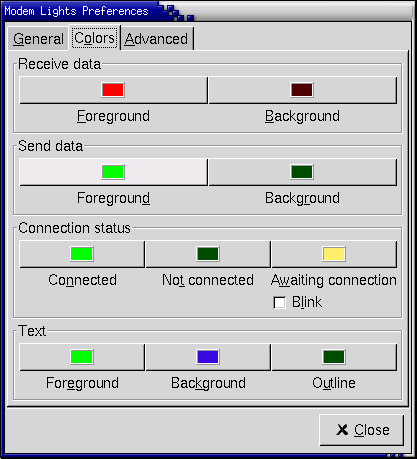 Modem Lights Preferences
General Colors Advanced
Receive data
Foreground Background
Send data
Foreground Background
Connection status
Connected Not connected Awaiting connection
Blink
Text
Foreground Background Outline
Close